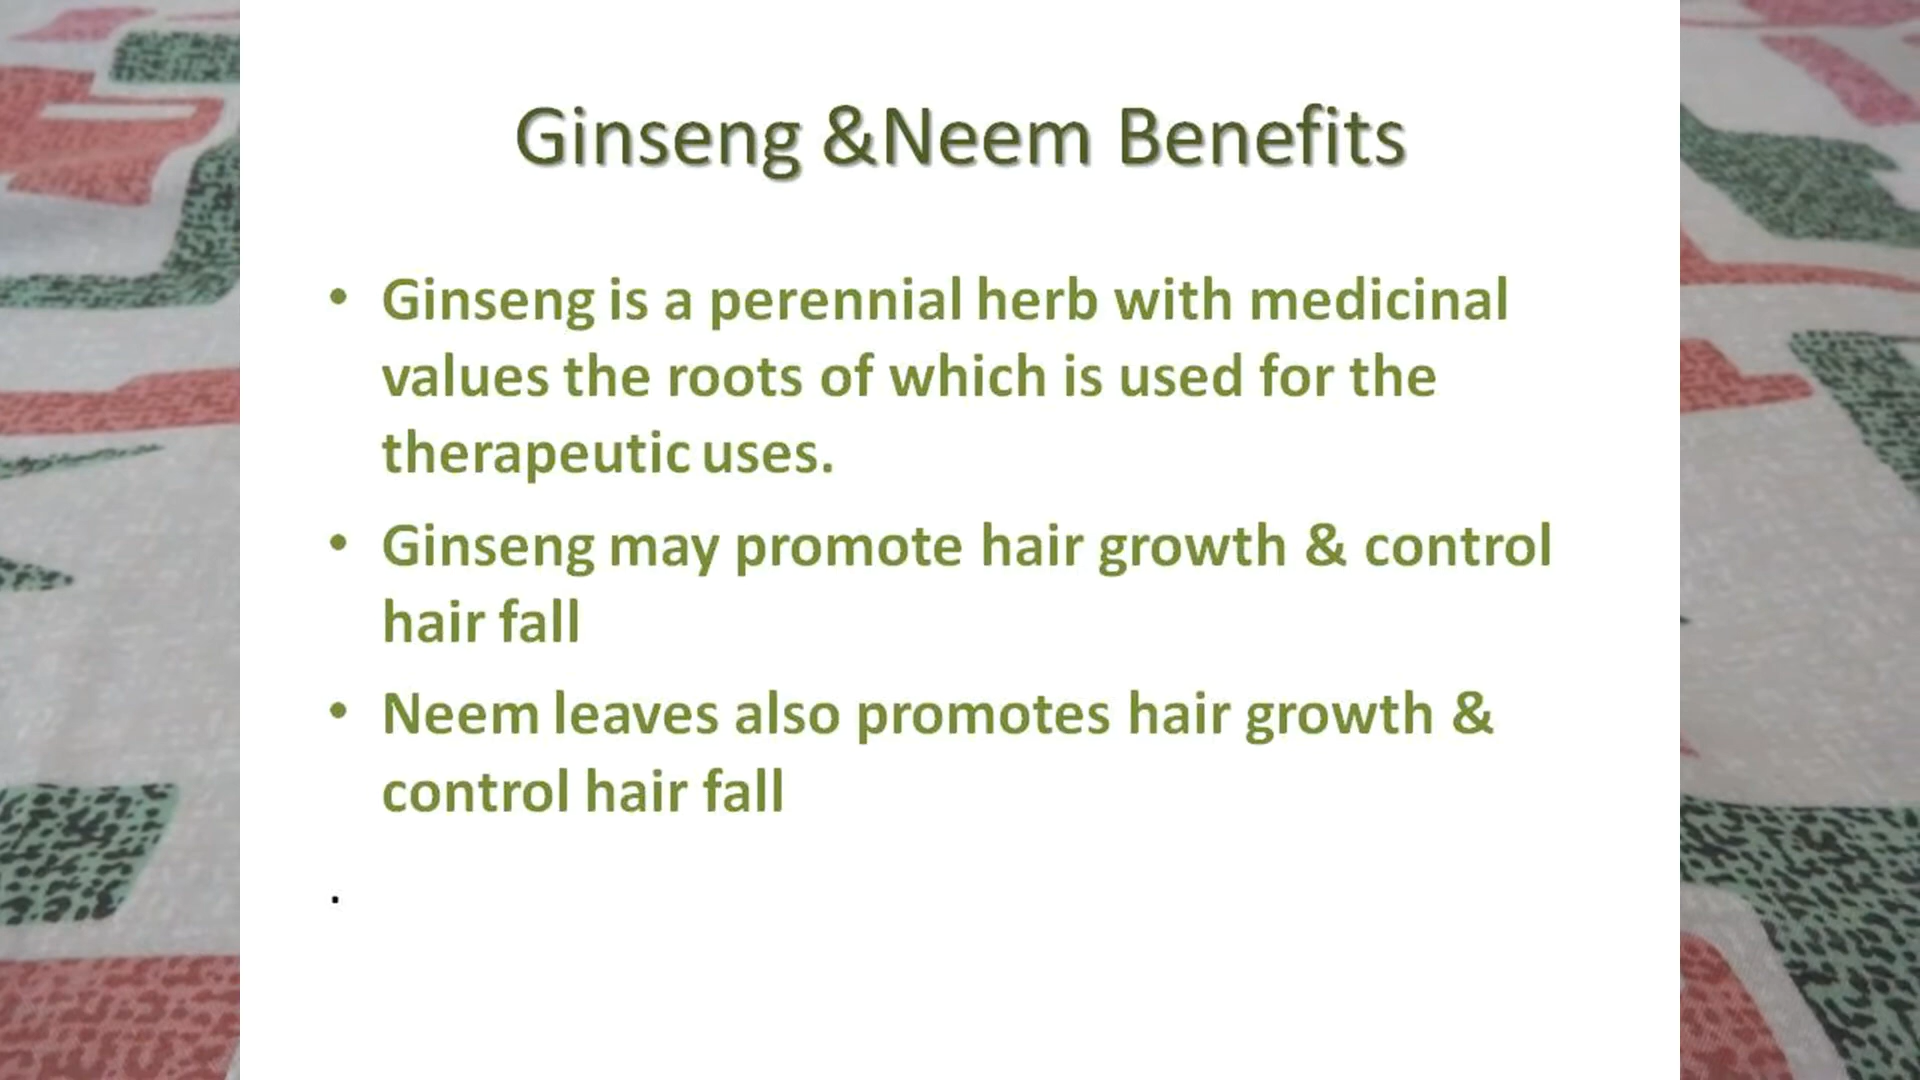 Ginseng &Neem Benefits
• Ginseng is a perennial herb with medicinal
values the roots of which is used for the
therapeutic uses.
• Ginseng may promote hair growth & control
hair fall
• Neem leaves also promotes hair growth &
control hair fall
.